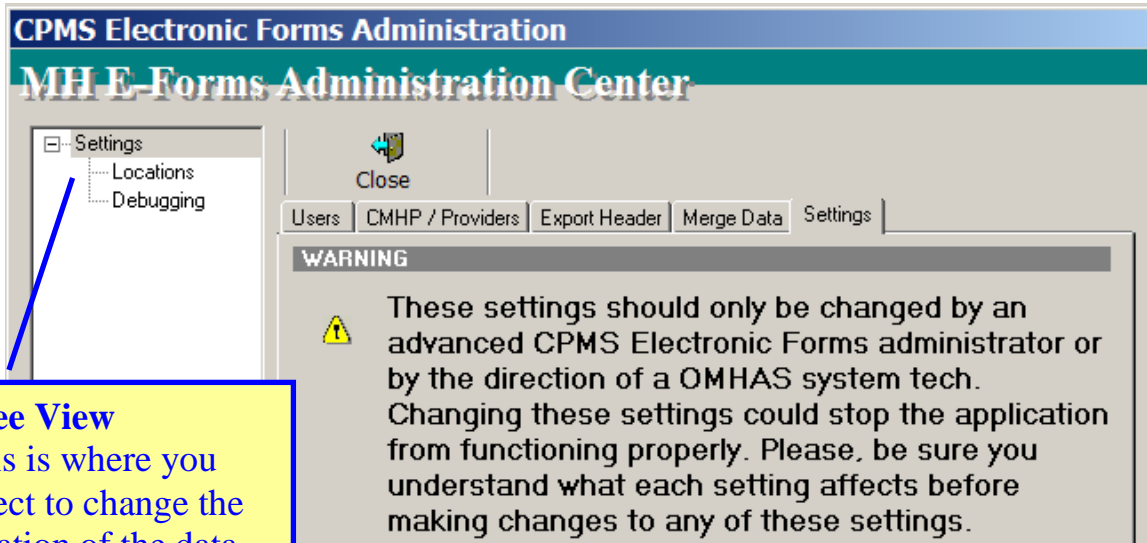 CPMS Electronic Forms Administration
MH E-Forms Administration Center
Settings
Locations
Debugging
Close
Users
CMHP / Providers
Export Header
Merge Data
Settings
WARNING
These settings should only be changed by an
advanced CPMS Electronic Forms administrator or
by the direction of a OMHAS system tech.
Changing these settings could stop the application
from functioning properly. Please, be sure you
understand what each setting affects before
making changes to any of these settings.
View
is where you
to change the
of the data